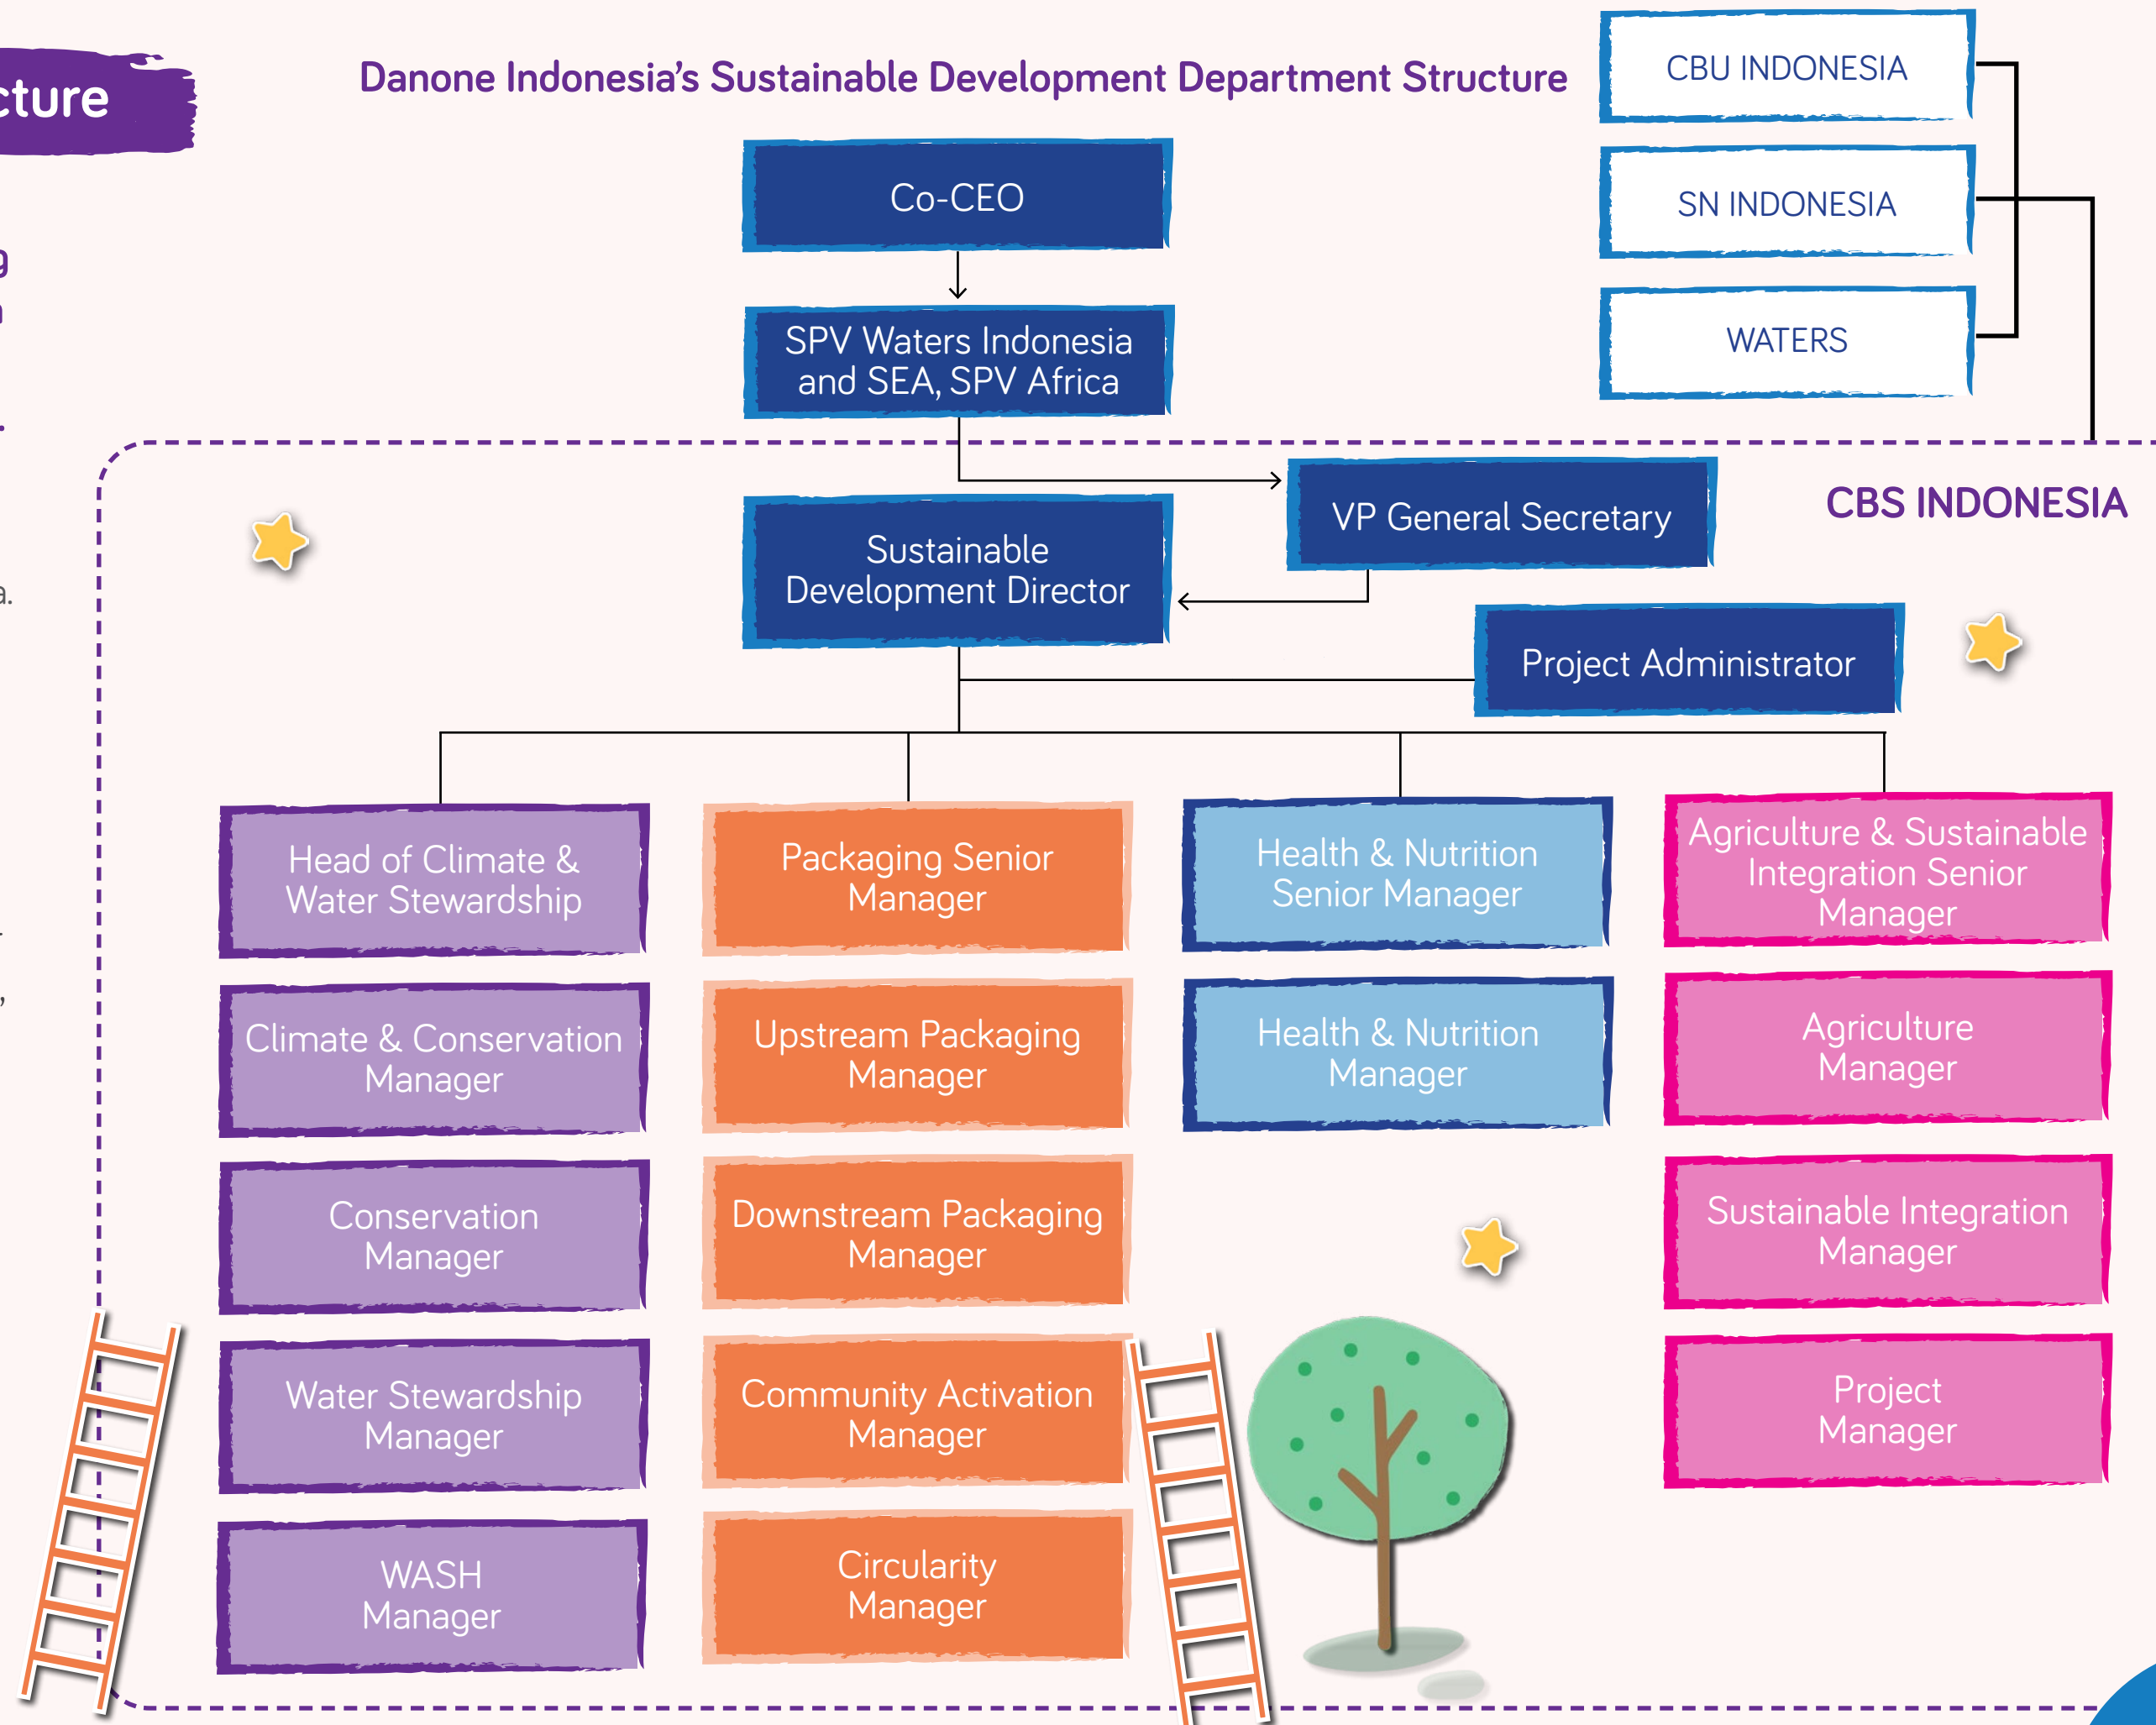 cture
g
a.
,
Danone Indonesia's Sustainable Development Department Structure
CBU INDONESIA
SN INDONESIA
WATERS
Co-CEO
SPV Waters Indonesia
and SEA, SPV Africa
CBS INDONESIA
VP General Secretary
Sustainable
Development Director
Project Administrator
Head of Climate &
Water Stewardship
Climate & Conservation
Manager
Conservation
Manager
Water Stewardship
Manager
WASH
Manager
Packaging Senior
Manager
Upstream Packaging
Manager
Downstream Packaging
Manager
Community Activation
Manager
Circularity
Manager
Health & Nutrition
Senior Manager
Health & Nutrition
Manager
Agriculture & Sustainable
Integration Senior
Manager
Agriculture
Manager
Sustainable Integration
Manager
Project
Manager